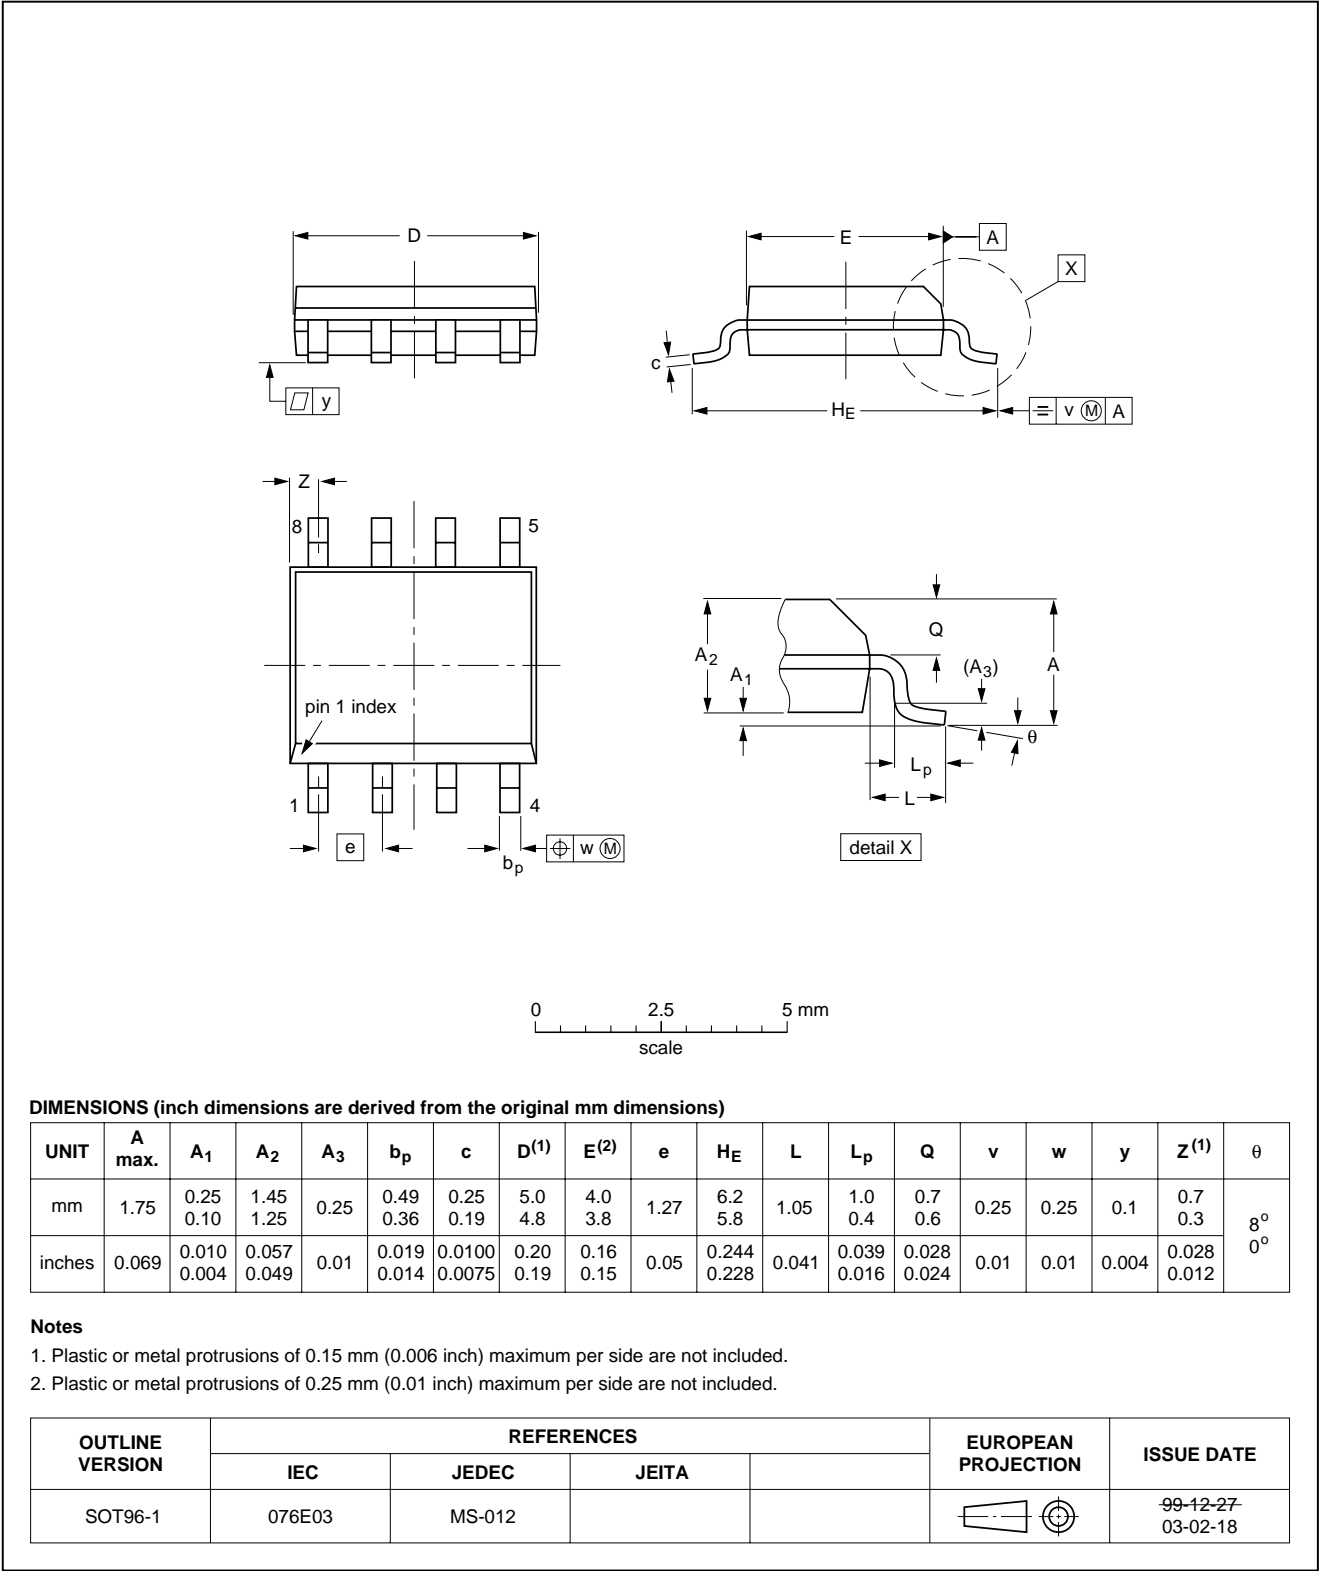 D
E
A
X
c
y
HE
v M A
Z
8
5
pin 1 index
1
4
e
w M
bp
Q
A2
A1
(A3)
A
θ
Lp
L
detail X
0 2.5 5 mm
scale
DIMENSIONS (inch dimensions are derived from the original mm dimensions)
UNIT A max. A1 A2 A3 bp c D(1) E(2) e HE L Lp Q v w y Z(1) θ
mm 1.75 0.25 0.10 1.45 1.25 0.25 0.49 0.36 0.25 0.19 5.0 4.8 4.0 3.8 1.27 6.2 5.8 1.05 1.0 0.4 0.7 0.6 0.25 0.25 0.1 0.7 0.3 8° 0°
inches 0.069 0.010 0.004 0.057 0.049 0.01 0.019 0.014 0.0100 0.0075 0.20 0.19 0.16 0.15 0.05 0.244 0.228 0.041 0.039 0.016 0.028 0.024 0.01 0.01 0.004 0.028 0.012
Notes
1. Plastic or metal protrusions of 0.15 mm (0.006 inch) maximum per side are not included.
2. Plastic or metal protrusions of 0.25 mm (0.01 inch) maximum per side are not included.
OUTLINE VERSION REFERENCES EUROPEAN PROJECTION ISSUE DATE
IEC JEDEC JEITA
SOT96-1 076E03 MS-012 99-12-27
03-02-18